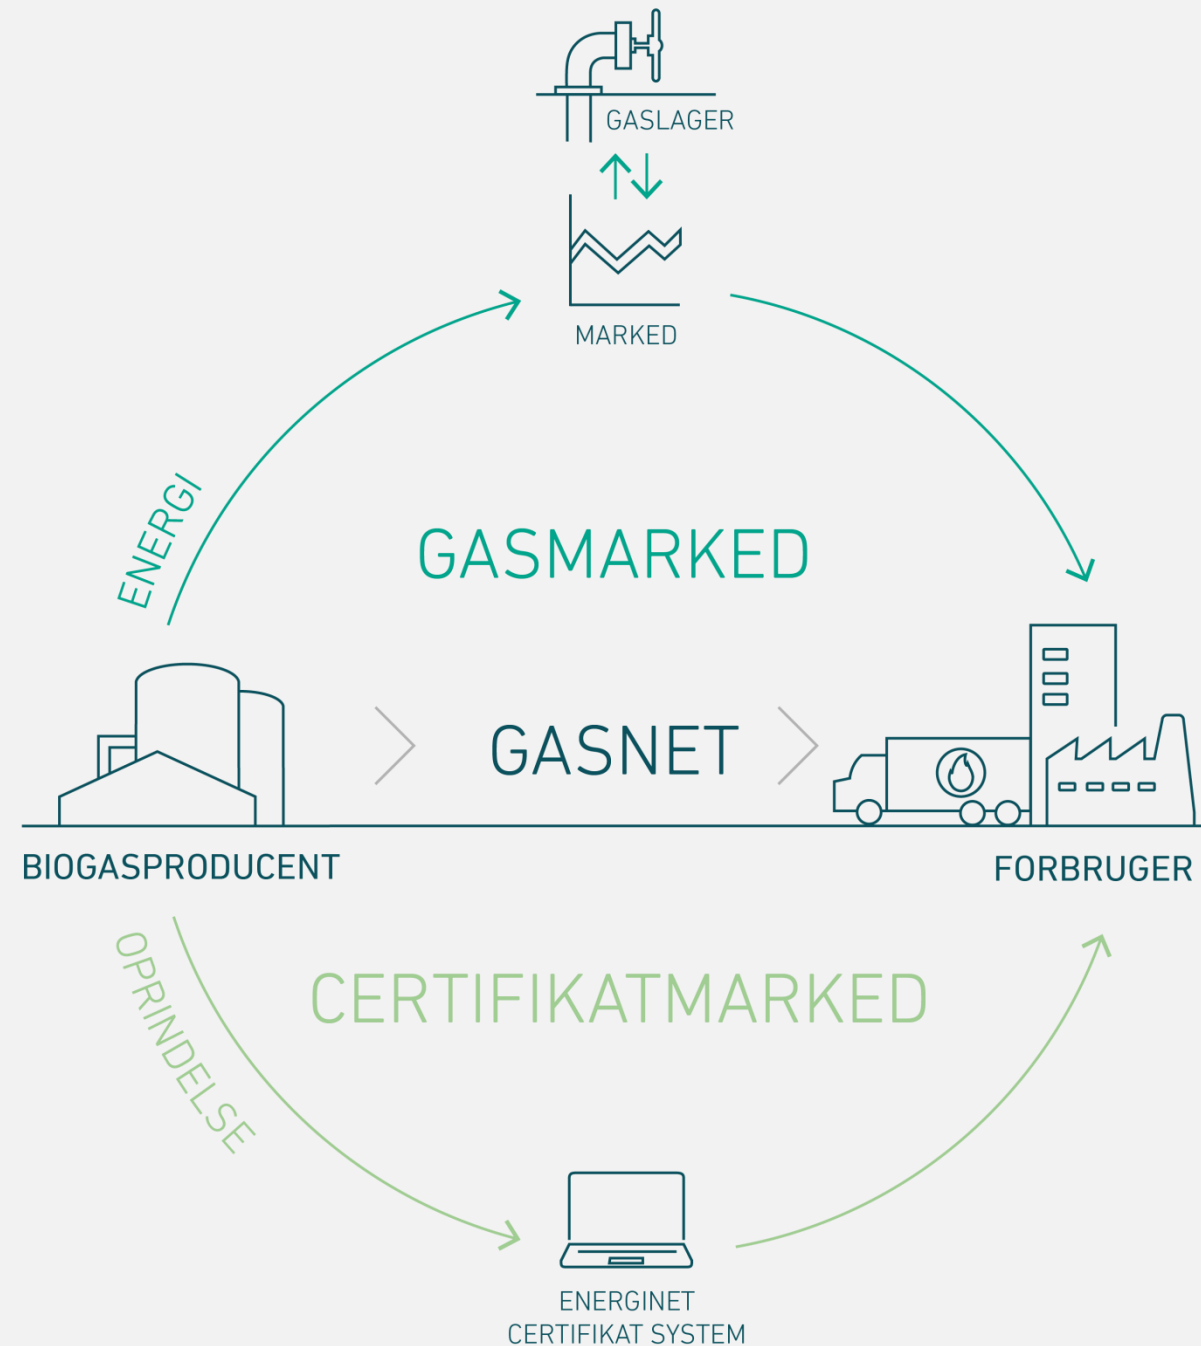 GASLAGER
MARKED
ENERGI
GASMARKED
GASNET
BIOGASPRODUCENT
FORBRUGER
OPRINDELSE
CERTIFIKATMARKED
ENERGINET
CERTIFIKAT SYSTEM